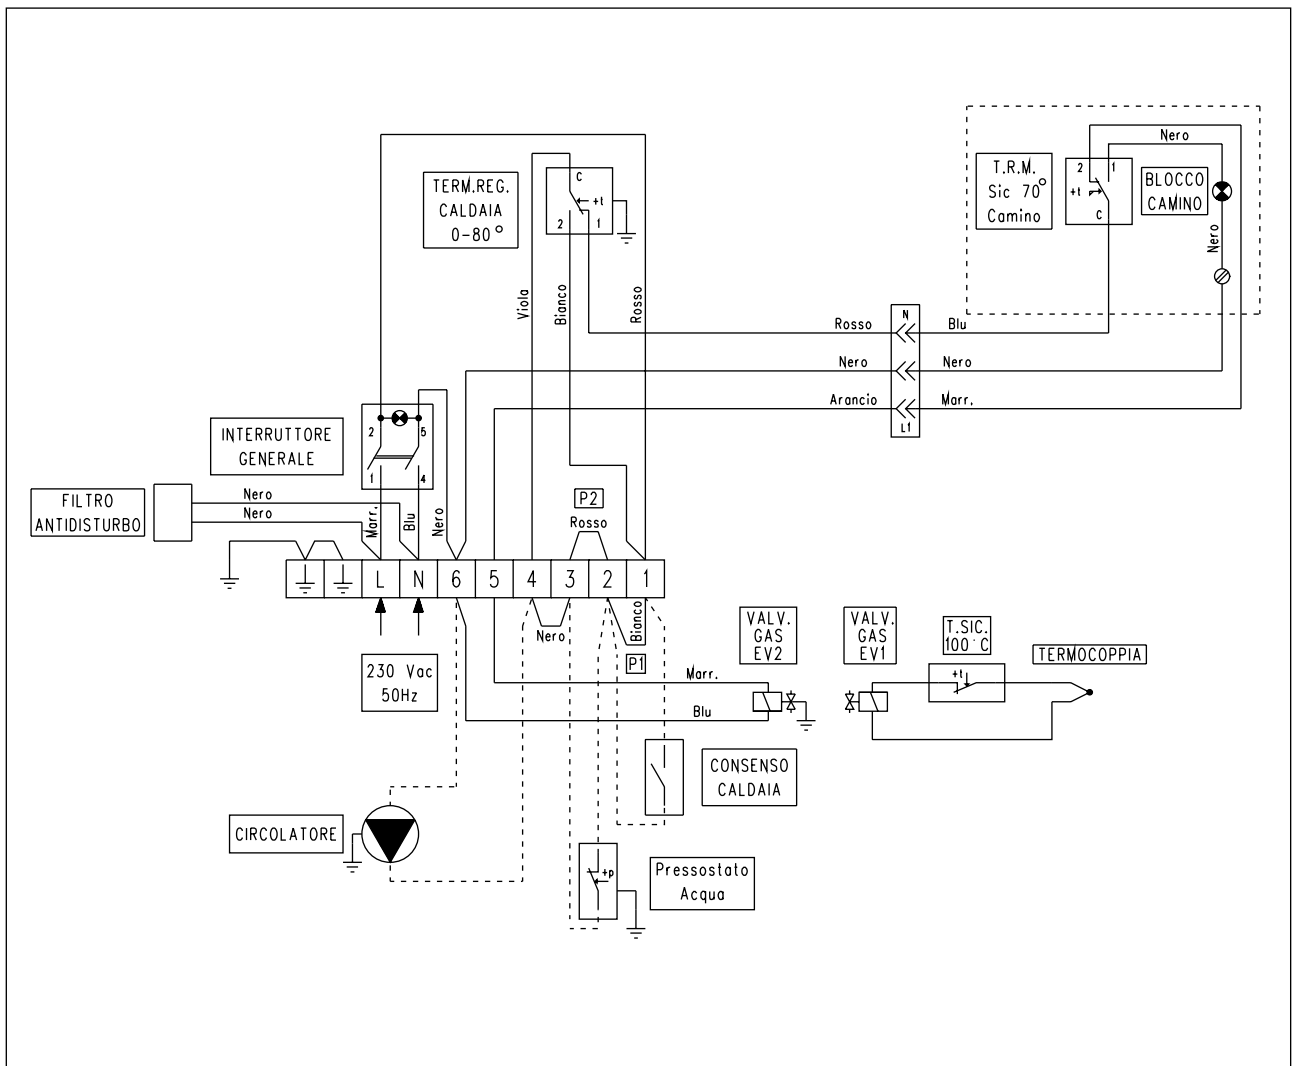 Nero
T.R.M.
Sic 70°
Camino
2
1
+t
C
BLOCCO
CAMINO
Nero
TERM.REG.
CALDAIA
0-80°
C
+t
2
1
Viola
Bianco
Rosso
N
Rosso
Blu
Nero
Nero
Arancio
Marr.
L1
INTERRUTTORE
GENERALE
2
5
1
4
FILTRO
ANTIDISTURBO
Nero
Nero
Marr.
Blu
Nero
P2
Rosso
L
N
6
5
4
3
2
1
Nero
Bianco
P1
230 Vac
50Hz
VALV.
GAS
EV2
VALV.
GAS
EV1
T.SIC.
100°C
+t
TERMOCOPPIA
Marr.
Blu
CONSENSO
CALDAIA
CIRCOLATORE
+p
Pressostato
Acqua